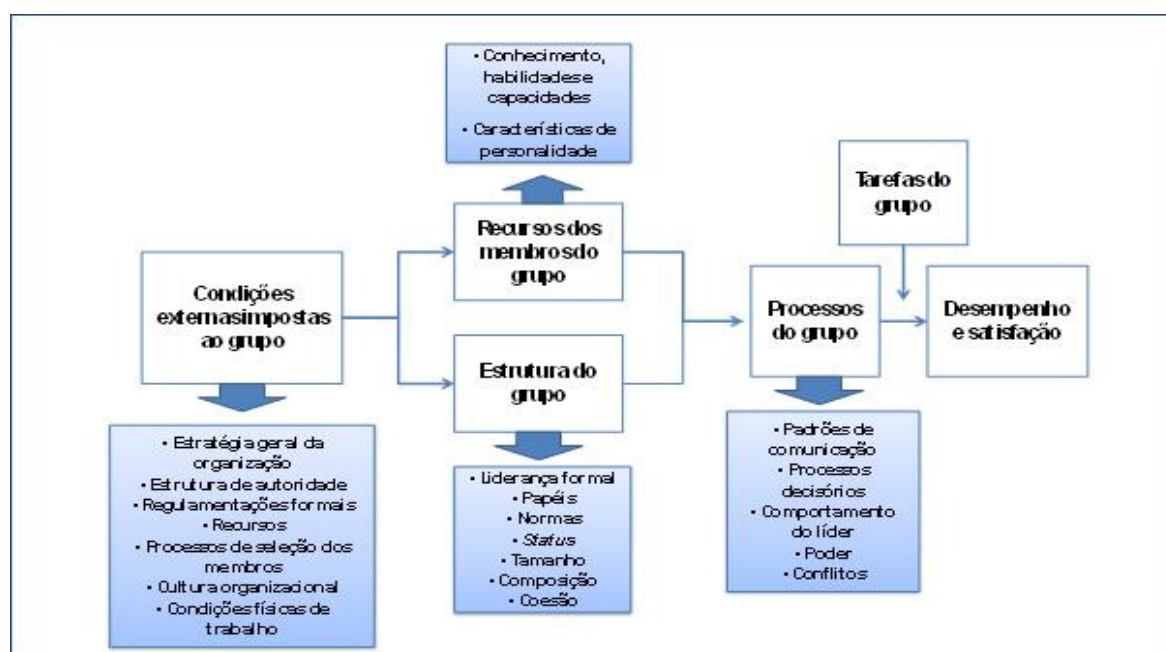 • Conhecimento,
habilidades e
capacidades
• Características de
personalidade
Tarefas do
grupo
Recursos dos
membros do
grupo
Condições
externas impostas
ao grupo
Processos
do grupo
Desempenho
e satisfação
Estrutura do
grupo
• Estratégia geral da
organização
• Estrutura de autoridade
• Regulamentações formais
• Recursos
• Processos de seleção dos
membros
• Cultura organizacional
• Condições físicas de
trabalho
• Liderança formal
• Papéis
• Normas
• Status
• Tamanho
• Composição
• Coesão
• Padrões de
comunicação
• Processos
decisórios
• Comportamento
do líder
• Poder
• Conflitos